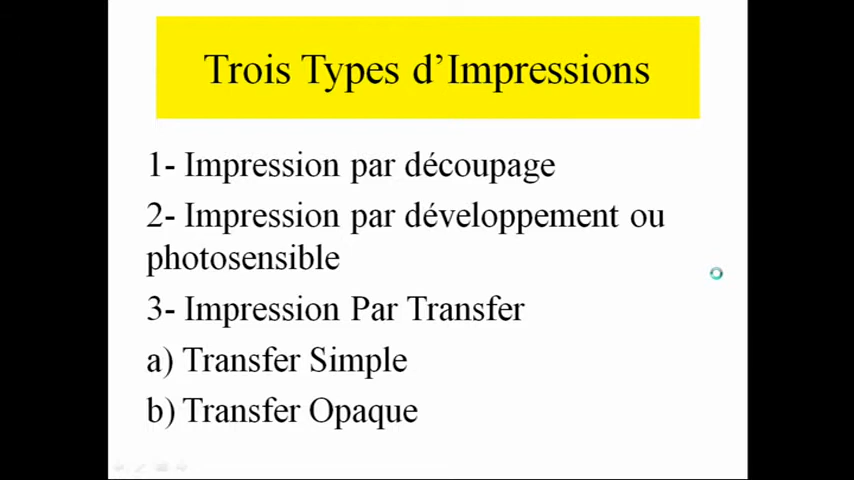 Trois Types d’Impressions
1- Impression par découpage
2- Impression par développement ou
photosensible
3- Impression Par Transfer
a) Transfer Simple
b) Transfer Opaque